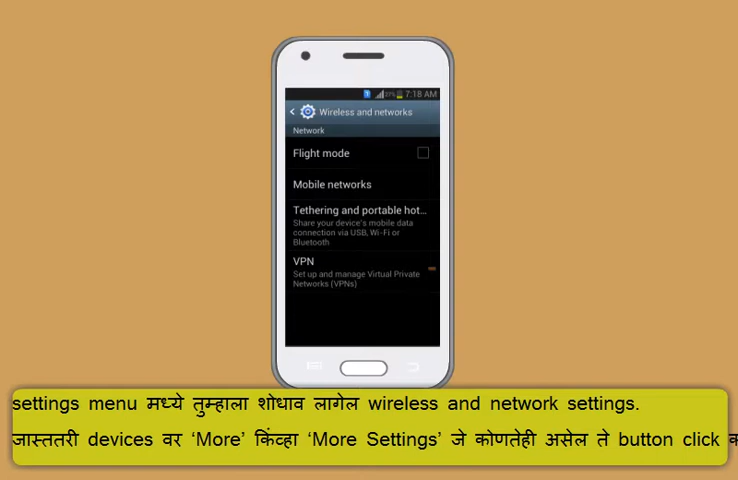 7:18 AM
Wireless and networks
Network
Flight mode
Mobile networks
Tethering and portable hot...
Share your device's mobile data
connection via USB, Wi-Fi or
Bluetooth
VPN
Set up and manage Virtual Private
Networks (VPNs)
settings menu मध्ये तुम्हाला शोधाव लागेल wireless and network settings.
जास्ततरी devices वर ‘More’ किंव्हा ‘More Settings’ जे कोणतेही असेल ते button click